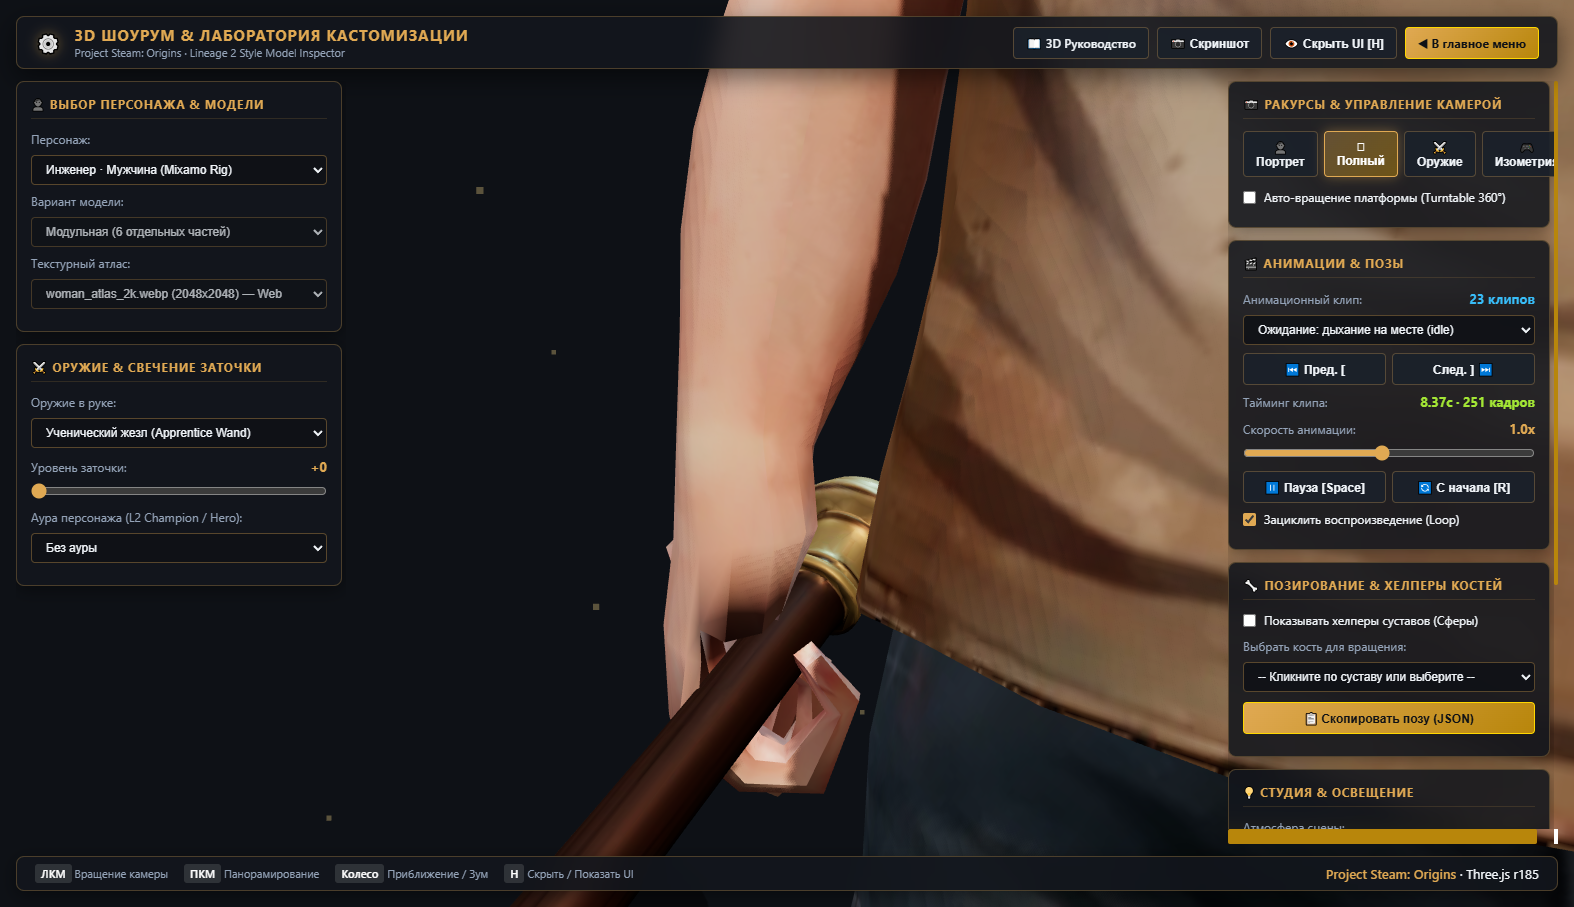 3D ШОУРУМ & ЛАБОРАТОРИЯ КАСТОМИЗАЦИИ
Project Steam: Origins · Lineage 2 Style Model Inspector
3D Руководство
Скриншот
Скрыть UI [H]
◀ В главное меню
ВЫБОР ПЕРСОНАЖА & МОДЕЛИ
Персонаж:
Инженер · Мужчина (Mixamo Rig)
Вариант модели:
Модульная (6 отдельных частей)
Текстурный атлас:
woman_atlas_2k.webp (2048x2048) — Web
ОРУЖИЕ & СВЕЧЕНИЕ ЗАТОЧКИ
Оружие в руке:
Ученический жезл (Apprentice Wand)
Уровень заточки: +0
Аура персонажа (L2 Champion / Hero):
Без ауры
РАКУРСЫ & УПРАВЛЕНИЕ КАМЕРОЙ
Портрет
Полный
Оружие
Изометрия
Авто-вращение платформы (Turntable 360°)
АНИМАЦИИ & ПОЗЫ
Анимационный клип: 23 клипов
Ожидание: дыхание на месте (idle)
Пред. [
След. ]
Тайминг клипа: 8.37с · 251 кадров
Скорость анимации: 1.0x
Пауза [Space]
С начала [R]
Зациклить воспроизведение (Loop)
ПОЗИРОВАНИЕ & ХЕЛПЕРЫ КОСТЕЙ
Показывать хелперы суставов (Сферы)
Выбрать кость для вращения:
-- Кликните по суставу или выберите --
Скопировать позу (JSON)
СТУДИЯ & ОСВЕЩЕНИЕ
Атмосфера сцены:
ЛКМ Вращение камеры ПКМ Панорамирование Колесо Приближение / Зум H Скрыть / Показать UI
Project Steam: Origins · Three.js r185